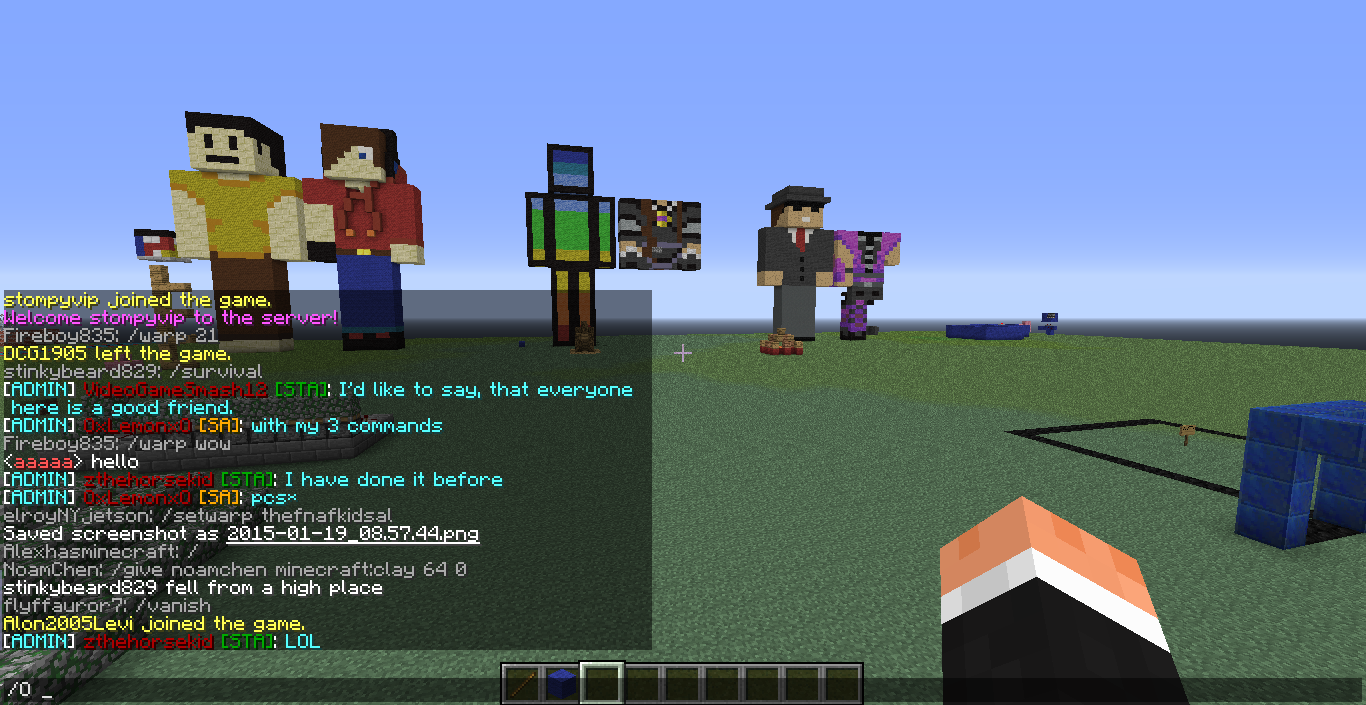 stompyvip joined the game.
Welcome stompyvip to the server!
Fireboy835: /warp 21
DCG1905 left the game.
stinkybeard829: /survival
[ADMIN] VideoGameSmash12 [STA]: I'd like to say, that everyone
here is a good friend.
[ADMIN] 0xLemonx0 [SA]: with my 3 commands
Fireboy835: /warp wow
<aaaaa> hello
[ADMIN] zthehorsekid [STA]: I have done it before
[ADMIN] 0xLemonx0 [SA]: pcs*
elroyNYjetson: /setwarp thefnafkidsal
Saved screenshot as 2015-01-19_08.57.44.png
Alexhasminecraft: /
NoamChen: /give noamchen minecraft:clay 64 0
stinkybeard829 fell from a high place
flyffauror7: /vanish
Alon2005Levi joined the game.
[ADMIN] zthehorsekid [STA]: LOL
/O _